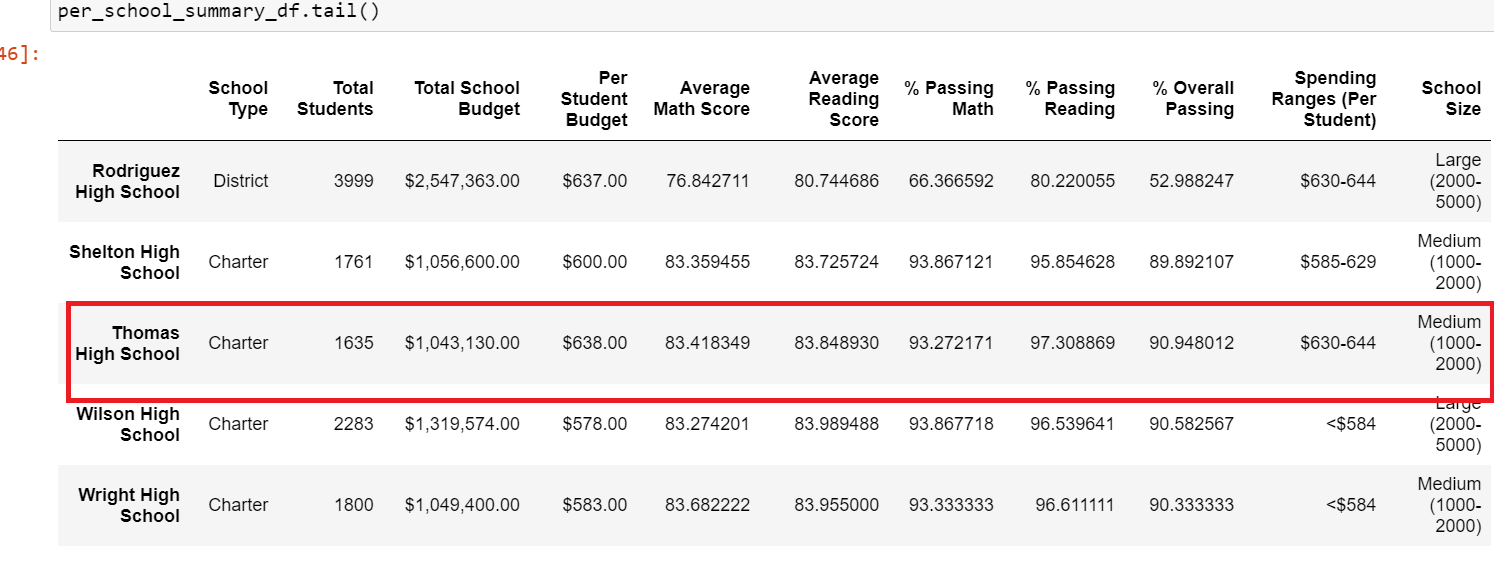 per_school_summary_df.tail()
46]:
School Type Total Students Total School Budget Per Student Budget Average Math Score Average Reading Score % Passing Math % Passing Reading % Overall Passing Spending Ranges (Per Student) School Size
Rodriguez High School District 3999 $2,547,363.00 $637.00 76.842711 80.744686 66.366592 80.220055 52.988247 $630-644 Large (2000-5000)
Shelton High School Charter 1761 $1,056,600.00 $600.00 83.359455 83.725724 93.867121 95.854628 89.892107 $585-629 Medium (1000-2000)
Thomas High School Charter 1635 $1,043,130.00 $638.00 83.418349 83.848930 93.272171 97.308869 90.948012 $630-644 Medium (1000-2000)
Wilson High School Charter 2283 $1,319,574.00 $578.00 83.274201 83.989488 93.867718 96.539641 90.582567 <$584 Large (2000-5000)
Wright High School Charter 1800 $1,049,400.00 $583.00 83.682222 83.955000 93.333333 96.611111 90.333333 <$584 Medium (1000-2000)